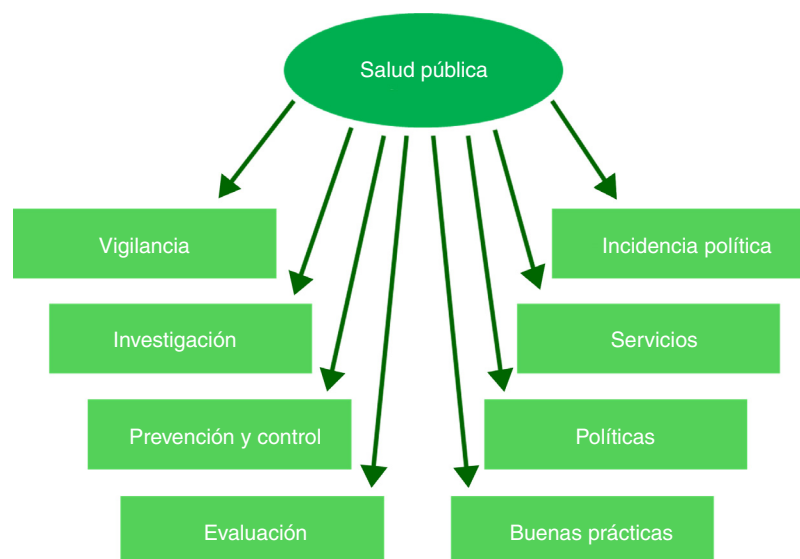 Salud pública
Vigilancia
Incidencia política
Investigación
Servicios
Prevención y control
Políticas
Evaluación
Buenas prácticas